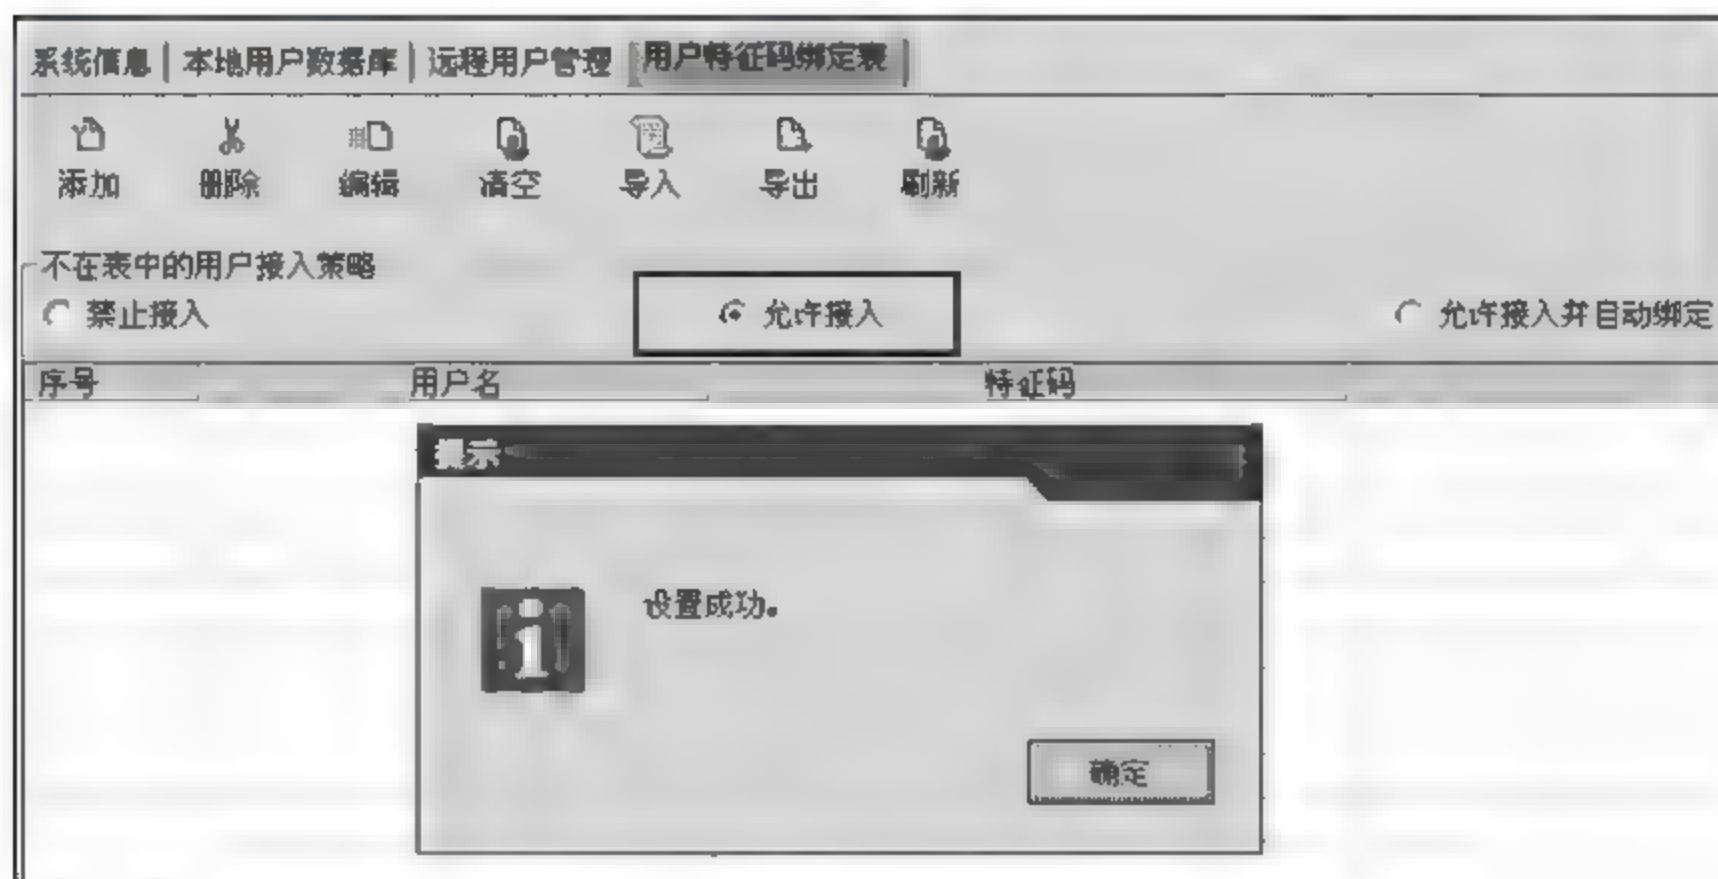 系统信息 本地用户数据库 远程用户管理 用户特征码绑定表
添加 删除 编辑 清空 导入 导出 刷新
不在表中的用户接入策略
禁止接入 允许接入 允许接入并自动绑定
序号 用户名 特征码
提示
设置成功。
确定